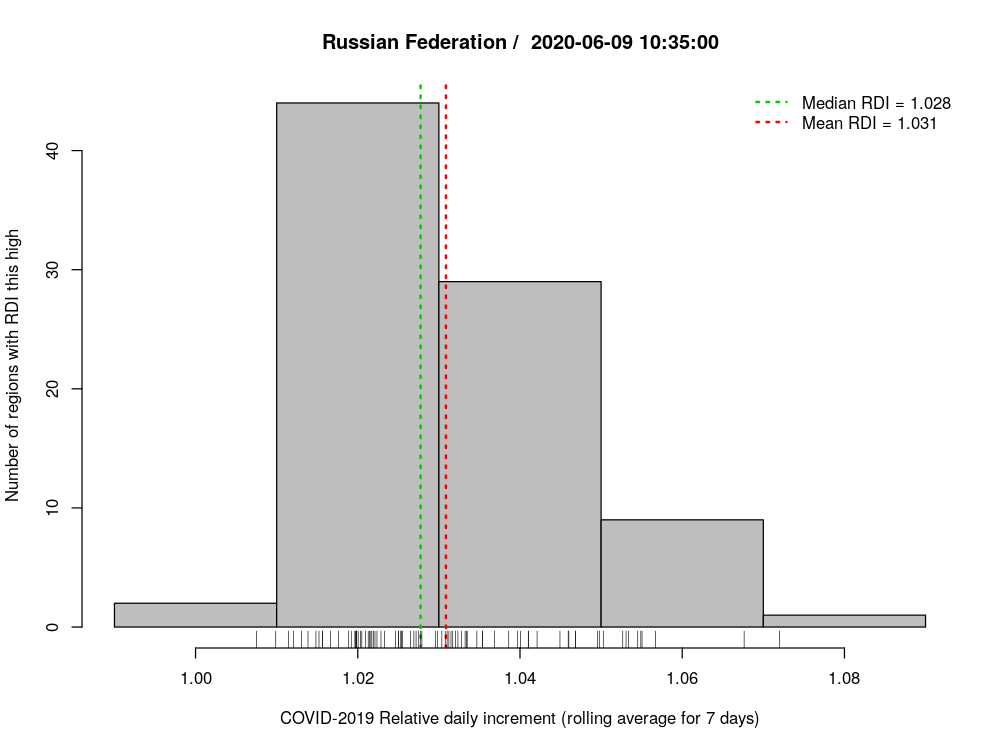 Russian Federation /  2020-06-09 10:35:00
Median RDI = 1.028
Mean RDI = 1.031
Number of regions with RDI this high
40
30
20
10
0
1.00 1.02 1.04 1.06 1.08
COVID-2019 Relative daily increment (rolling average for 7 days)